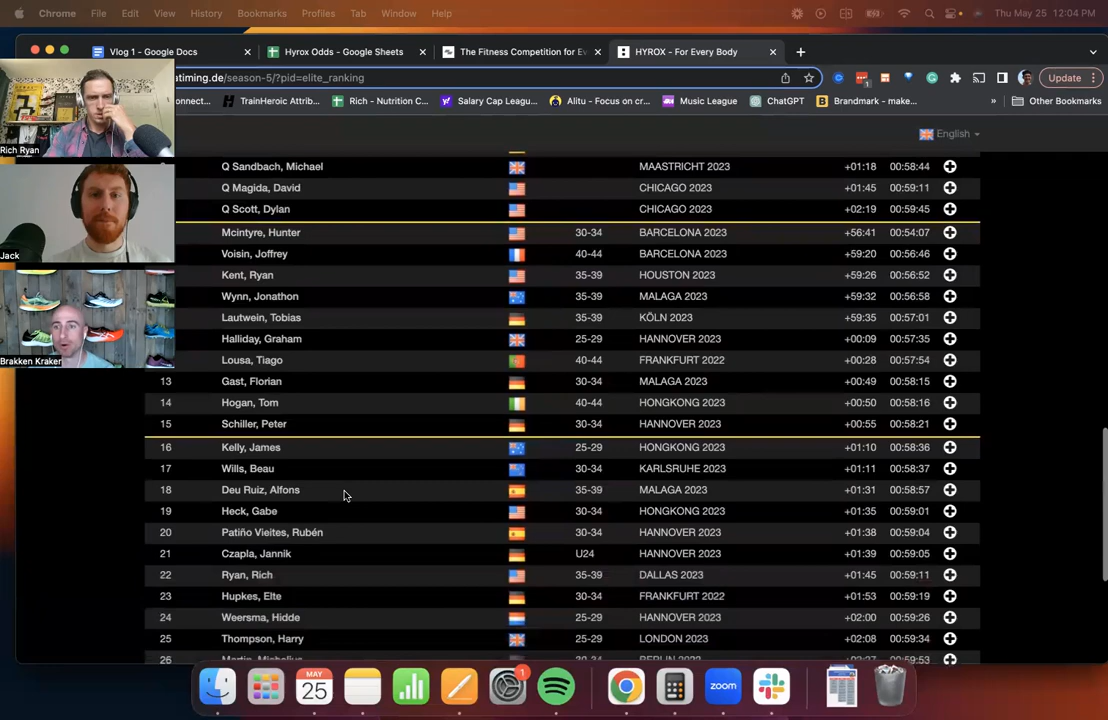 Chrome File Edit View History Bookmarks Profiles Tab Window Help Thu May 25 12:04 PM
Vlog 1 - Google Docs Hyrox Odds - Google Sheets The Fitness Competition for Ev HYROX - For Every Body
atiming.de/season-5/?pid=elite_ranking Update
onnect... TrainHeroic Attrib... Rich - Nutrition C... Salary Cap Leagu... Alitu - Focus on cr... Music League ChatGPT Brandmark - make... Other Bookmarks
English
Rich Ryan
Jack
Brakken Kraker
Q Sandbach, Michael MAASTRICHT 2023 +01:18 00:58:44
Q Magida, David CHICAGO 2023 +01:45 00:59:11
Q Scott, Dylan CHICAGO 2023 +02:19 00:59:45
Mcintyre, Hunter 30-34 BARCELONA 2023 +56:41 00:54:07
Voisin, Joffrey 40-44 BARCELONA 2023 +59:20 00:56:46
Kent, Ryan 35-39 HOUSTON 2023 +59:26 00:56:52
Wynn, Jonathon 35-39 MALAGA 2023 +59:32 00:56:58
Lautwein, Tobias 35-39 KÖLN 2023 +59:35 00:57:01
Halliday, Graham 25-29 HANNOVER 2023 +00:09 00:57:35
Lousa, Tiago 40-44 FRANKFURT 2022 +00:28 00:57:54
13 Gast, Florian 30-34 MALAGA 2023 +00:49 00:58:15
14 Hogan, Tom 40-44 HONGKONG 2023 +00:50 00:58:16
15 Schiller, Peter 30-34 HANNOVER 2023 +00:55 00:58:21
16 Kelly, James 25-29 HONGKONG 2023 +01:10 00:58:36
17 Wills, Beau 30-34 KARLSRUHE 2023 +01:11 00:58:37
18 Deu Ruiz, Alfons 35-39 MALAGA 2023 +01:31 00:58:57
19 Heck, Gabe 30-34 HONGKONG 2023 +01:35 00:59:01
20 Patiño Vieites, Rubén 30-34 HANNOVER 2023 +01:38 00:59:04
21 Czapla, Jannik U24 HANNOVER 2023 +01:39 00:59:05
22 Ryan, Rich 35-39 DALLAS 2023 +01:45 00:59:11
23 Hupkes, Elte 30-34 FRANKFURT 2022 +01:53 00:59:19
24 Weersma, Hidde 25-29 HANNOVER 2023 +02:00 00:59:26
25 Thompson, Harry 25-29 LONDON 2023 +02:08 00:59:34
26 30-34 BERLIN 2022 00:59:53
MAY
25
1
zoom